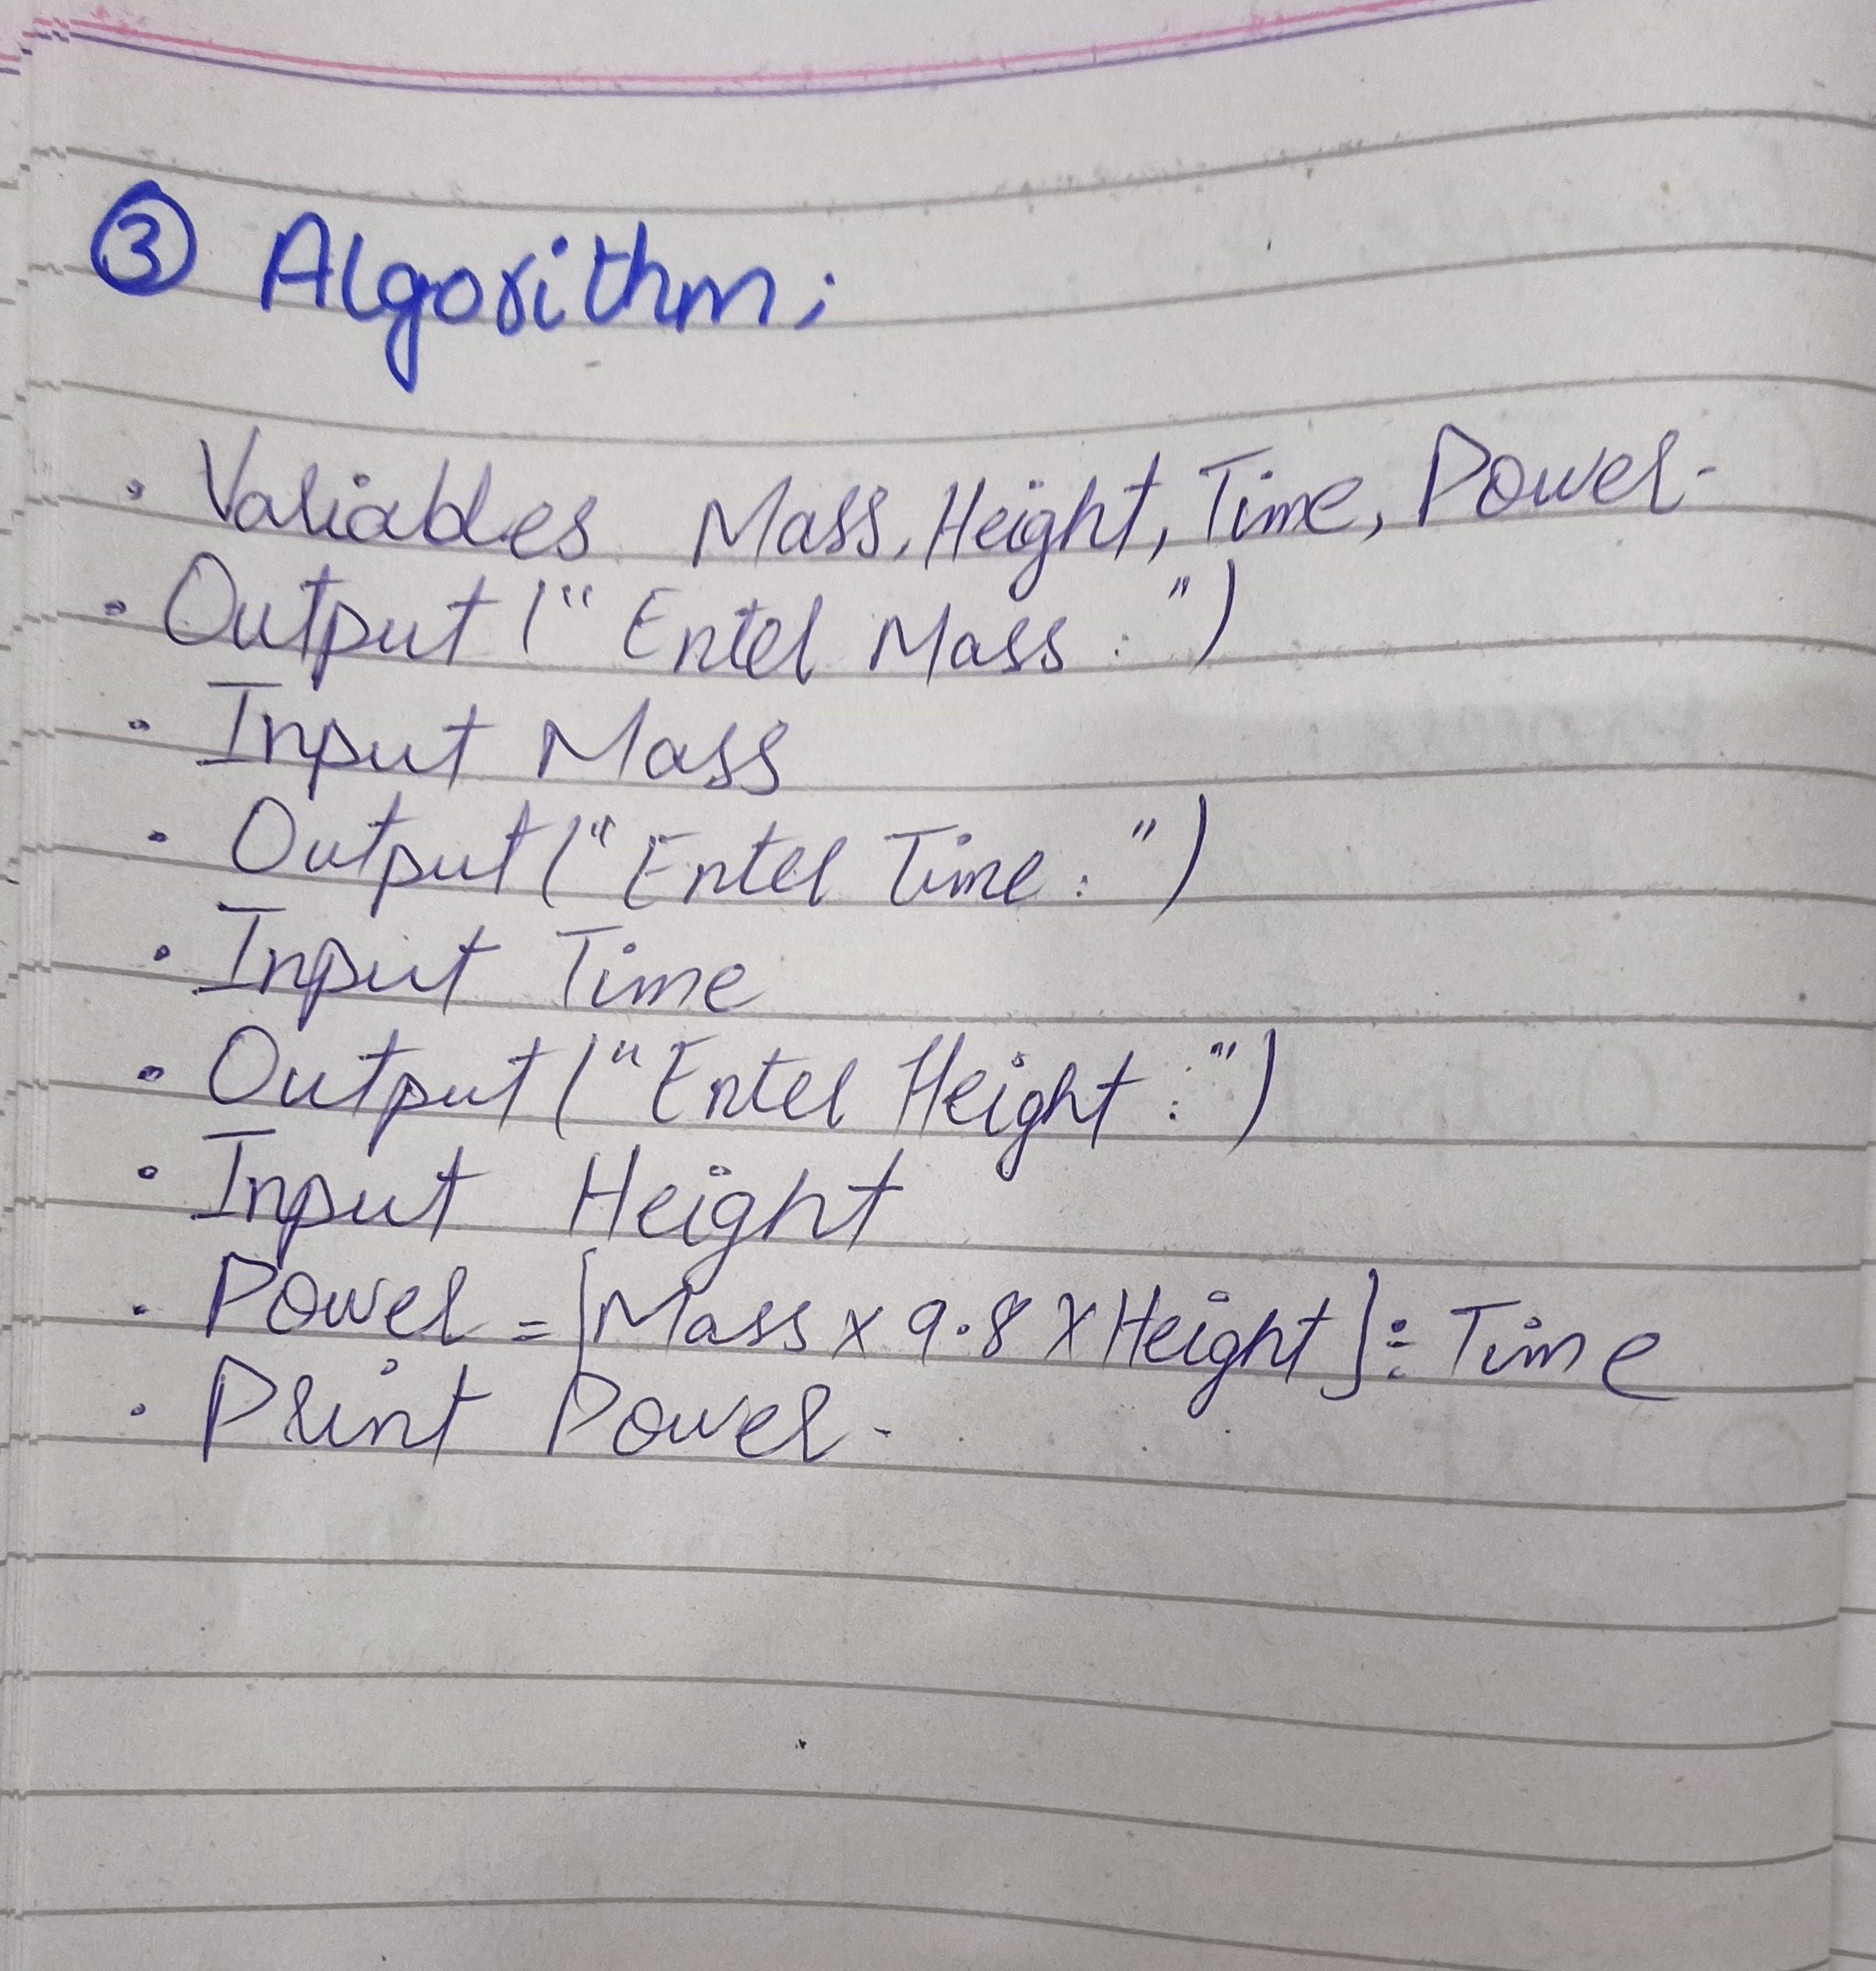 ③ Algorithm:
• Variables Mass, Height, Time, Power.
• Output ("Enter Mass: ")
• Input Mass
• Output ("Enter Time: ")
• Input Time
• Output ("Enter Height: ")
• Input Height
• Power = [Mass × 9.8 × Height] ÷ Time
• Print Power.